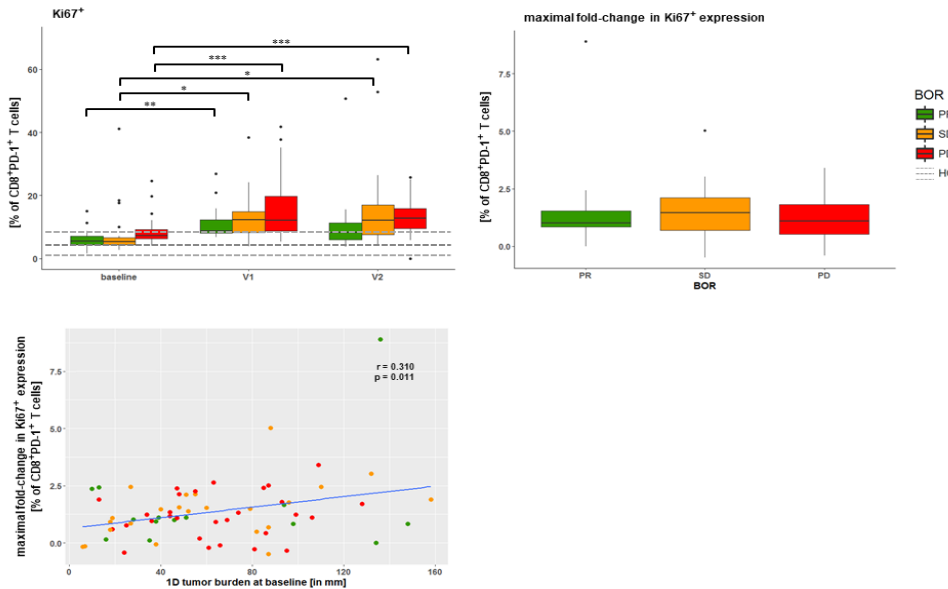 Ki67+
[% of CD8+PD-1+ T cells]
60
40
20
0
***
***
*
*
**
baseline
V1
V2
maximal fold-change in Ki67+ expression
[% of CD8+PD-1+ T cells]
7.5
5.0
2.5
0.0
PR
SD
PD
BOR
BOR
maximal fold-change in Ki67+ expression
[% of CD8+PD-1+ T cells]
7.5
5.0
2.5
0.0
r = 0.310
p = 0.011
0
40
80
120
160
1D tumor burden at baseline [in mm]